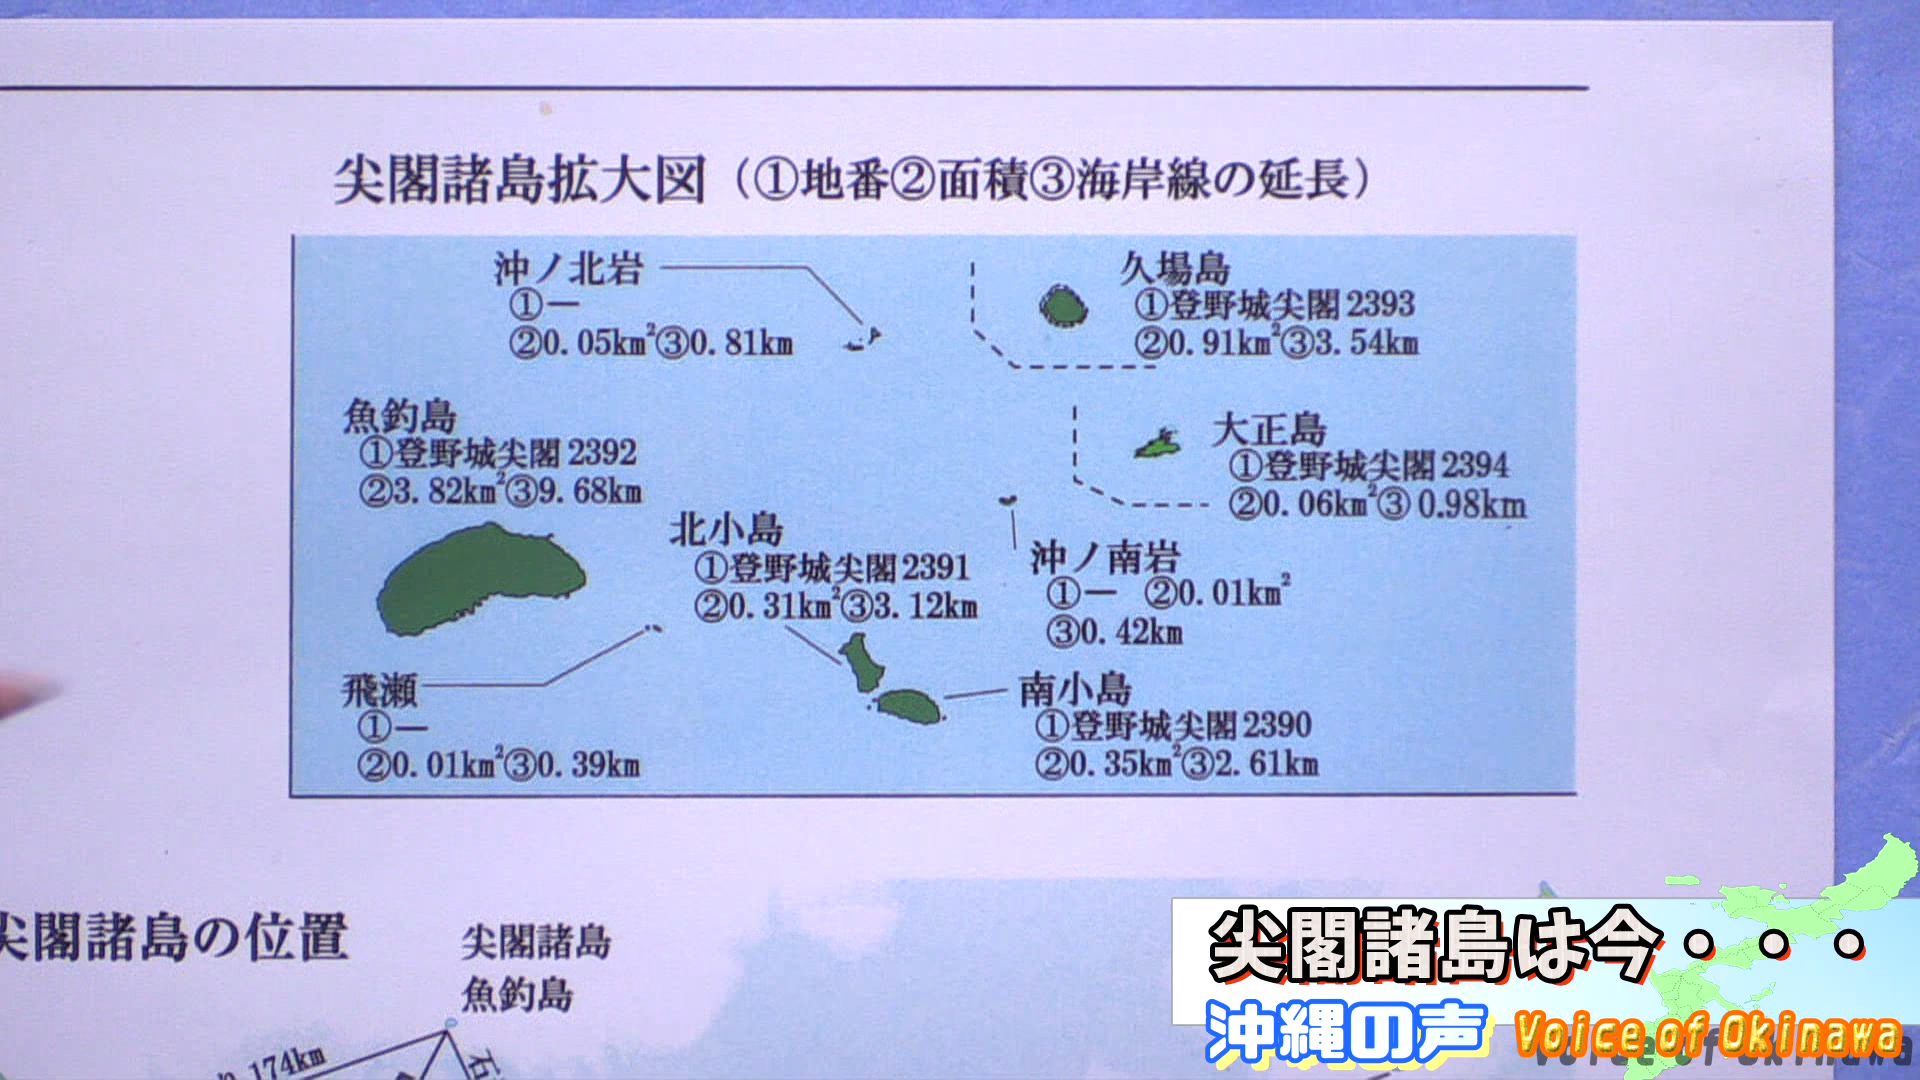 尖閣諸島拡大図（①地番②面積③海岸線の延長）
沖ノ北岩
①ー
②0.05km²③0.81km
久場島
①登野城尖閣2393
②0.91km²③3.54km
魚釣島
①登野城尖閣2392
②3.82km²③9.68km
大正島
①登野城尖閣2394
②0.06km²③0.98km
北小島
①登野城尖閣2391
②0.31km²③3.12km
沖ノ南岩
①ー ②0.01km²
③0.42km
飛瀬
①ー
②0.01km²③0.39km
南小島
①登野城尖閣2390
②0.35km²③2.61km
尖閣諸島の位置
尖閣諸島
魚釣島
174km
石
尖閣諸島は今・・・
沖縄の声 Voice of Okinawa